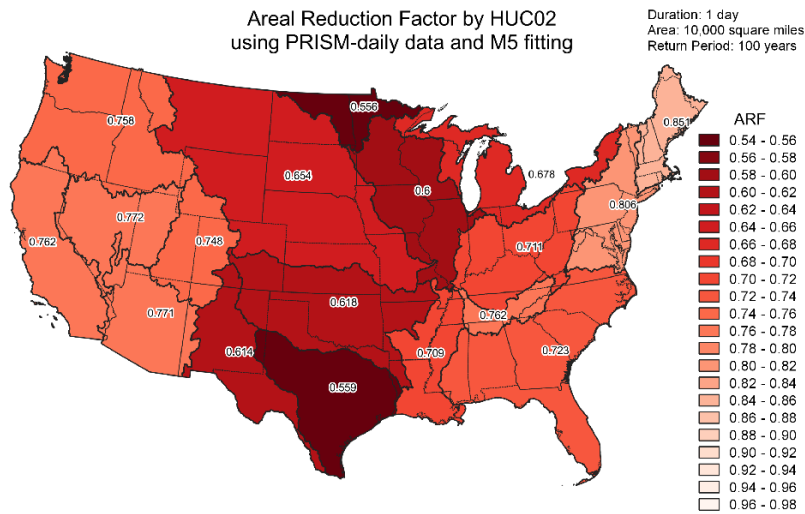 Areal Reduction Factor by HUC02
using PRISM-daily data and M5 fitting
Duration: 1 day
Area: 10,000 square miles
Return Period: 100 years
0.556
0.851
0.758
0.678
0.654
0.6
0.806
0.772
0.762
0.748
0.711
0.618
0.771
0.762
0.614
0.709
0.723
0.559
ARF
0.54 - 0.56
0.56 - 0.58
0.58 - 0.60
0.60 - 0.62
0.62 - 0.64
0.64 - 0.66
0.66 - 0.68
0.68 - 0.70
0.70 - 0.72
0.72 - 0.74
0.74 - 0.76
0.76 - 0.78
0.78 - 0.80
0.80 - 0.82
0.82 - 0.84
0.84 - 0.86
0.86 - 0.88
0.88 - 0.90
0.90 - 0.92
0.92 - 0.94
0.94 - 0.96
0.96 - 0.98